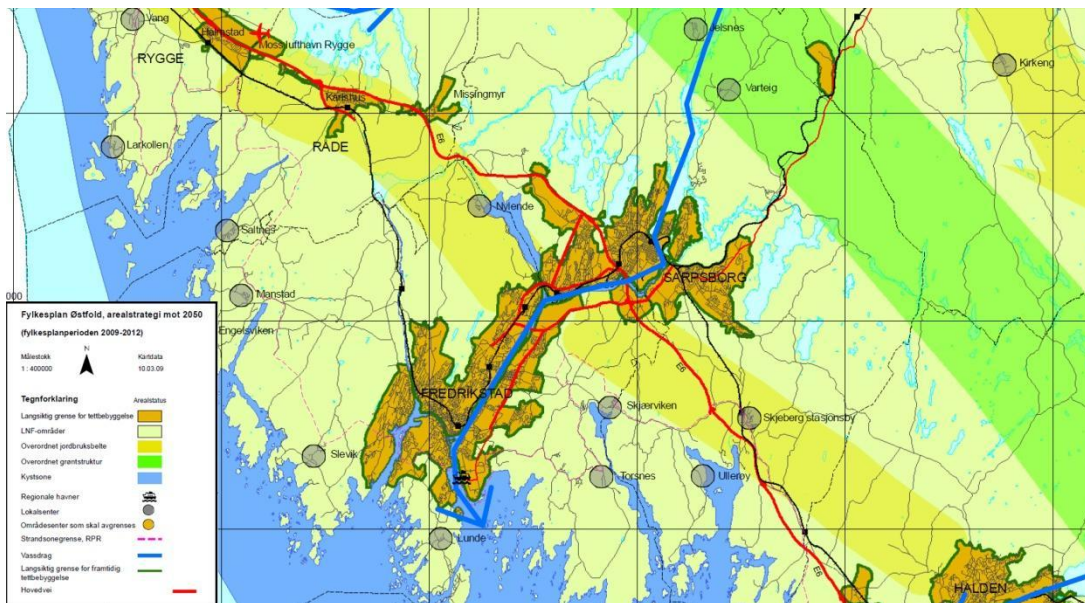 Vang
Halmstad
Moss lufthavn Rygge
RYGGE
Jelsnes
Kirkeng
Varteig
Karlshus
Missingmyr
Larkollen
RÅDE
E6
Nylende
Saltnes
SARPSBORG
Manstad
000
Engelsviken
E6
FREDRIKSTAD
Skjærviken
Skjeberg stasjonsby
Slevik
Torsnes
Ullerøy
Lunde
E6
HALDEN
Fylkesplan Østfold, arealstrategi mot 2050
(fylkesplanperioden 2009-2012)
Målestokk
N
Kartdata
1 : 400000
10.03.09
Tegnforklaring
Arealstatus
Langsiktig grense for tettbebyggelse
LNF-områder
Overordnet jordbruksbelte
Overordnet grøntstruktur
Kystsone
Regionale havner
Lokalsenter
Områdesenter som skal avgrenses
Strandsonegrense, RPR
Vassdrag
Langsiktig grense for framtidig
tettbebyggelse
Hovedvei